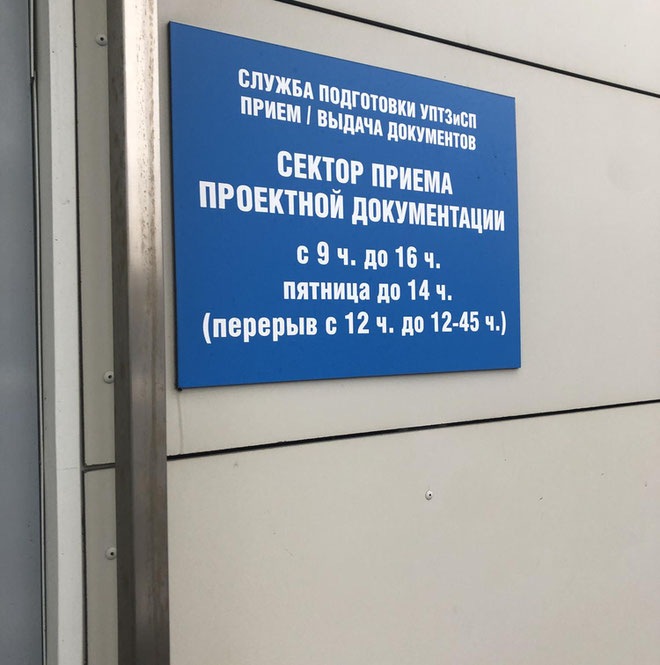 СЛУЖБА ПОДГОТОВКИ УПТЗиСП
ПРИЕМ / ВЫДАЧА ДОКУМЕНТОВ
СЕКТОР ПРИЕМА
ПРОЕКТНОЙ ДОКУМЕНТАЦИИ
с 9 ч. до 16 ч.
пятница до 14 ч.
(перерыв с 12 ч. до 12-45 ч.)